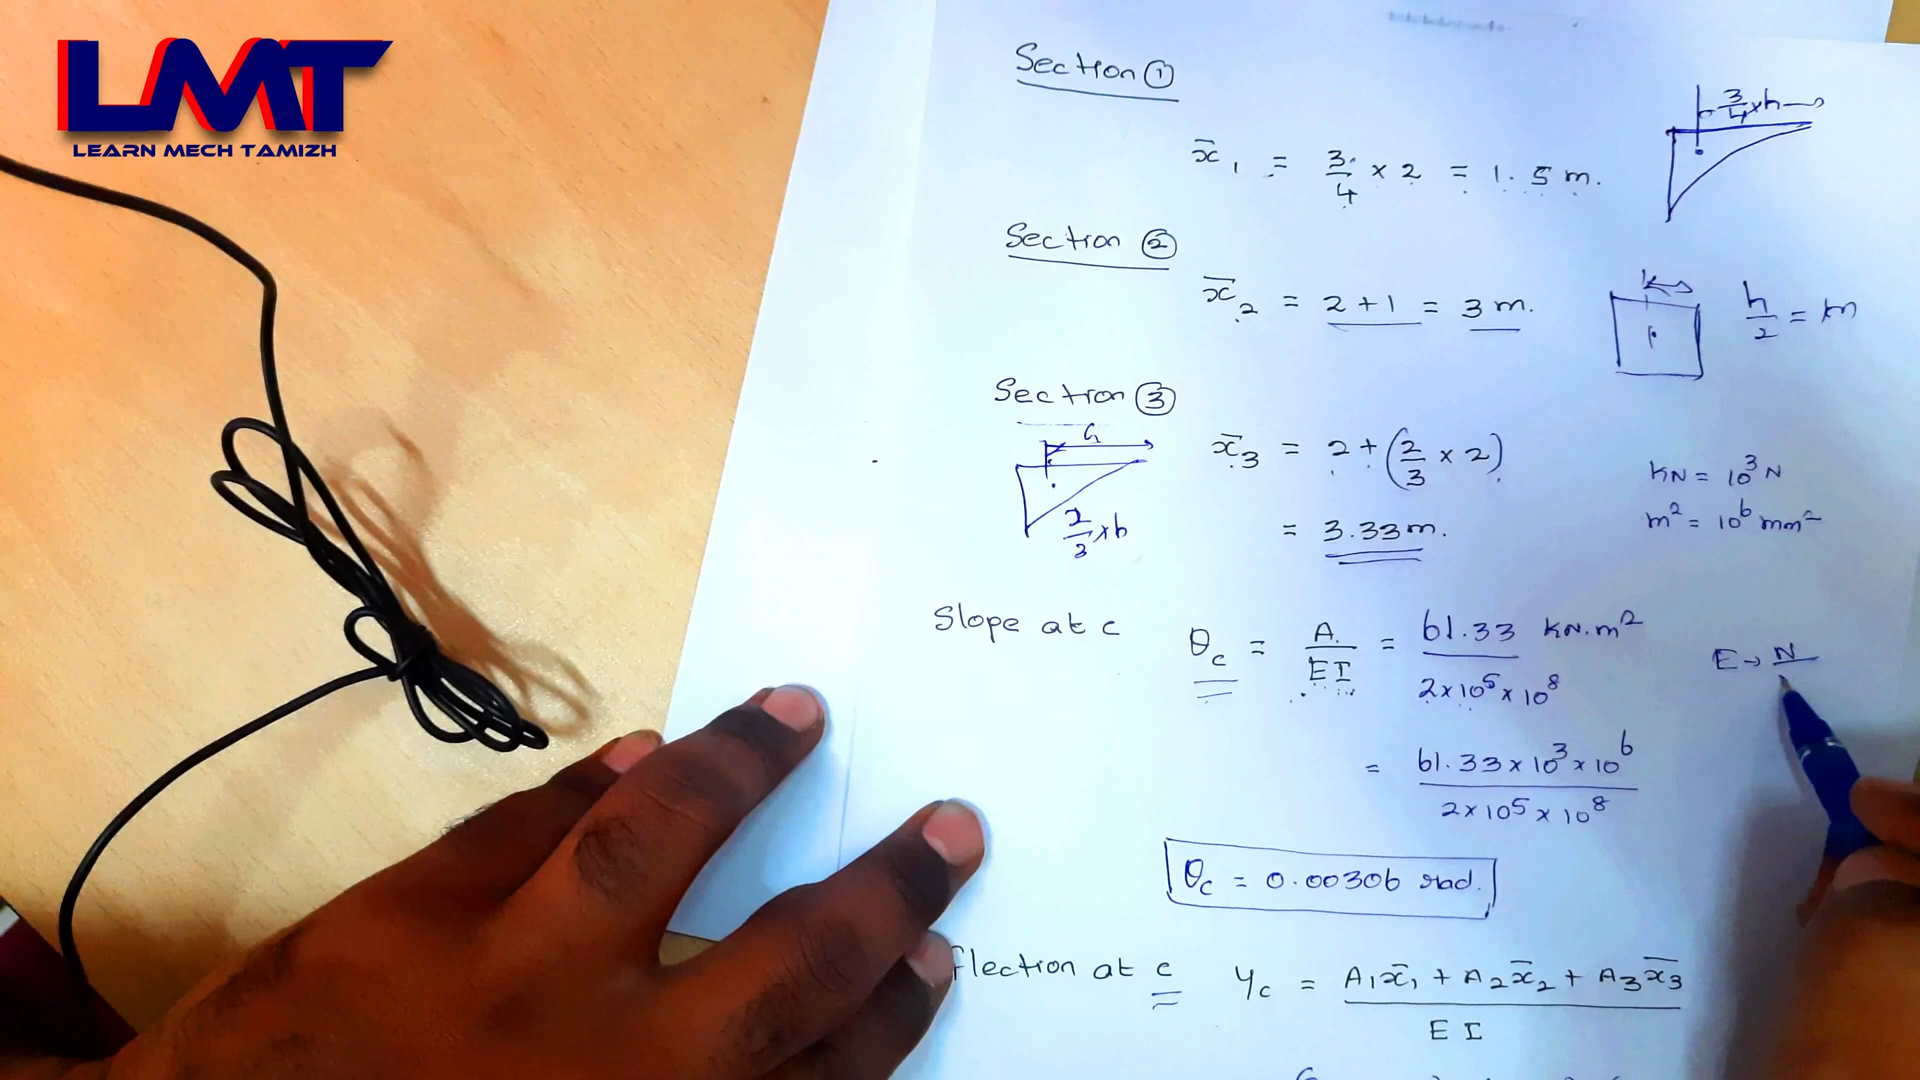 LMT
LEARN MECH TAMIZH
Section ①
x̄₁ = 3/4 × 2 = 1.5 m.
3/4 × h
Section ②
x̄₂ = 2 + 1 = 3 m.
h/2 = m
Section ③
x̄₃ = 2 + (2/3 × 2)
2/3 × h
= 3.33 m.
KN = 10³ N
m² = 10⁶ mm²
Slope at c
θc = A/EI = 61.33 KN.m² / 2×10⁵×10⁸
E → N
= 61.33×10³×10⁶ / 2×10⁵×10⁸
θc = 0.00306 rad.
flection at c yc = A₁x̄₁ + A₂x̄₂ + A₃x̄₃ / EI